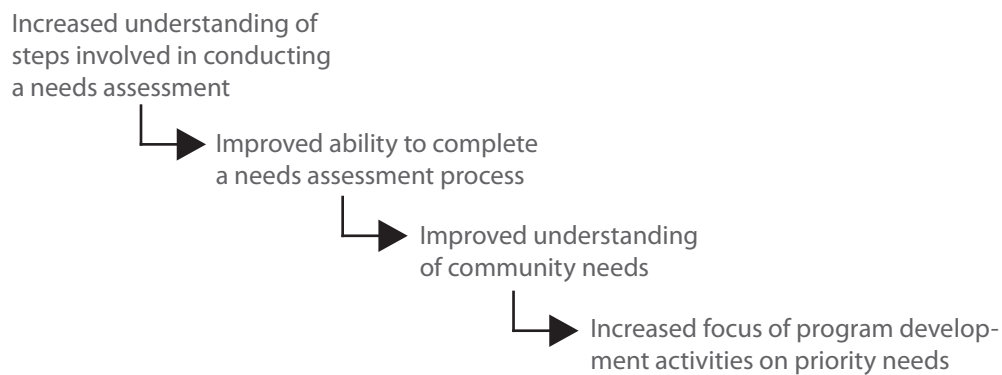 Increased understanding of
steps involved in conducting
a needs assessment
Improved ability to complete
a needs assessment process
Improved understanding
of community needs
Increased focus of program develop-
ment activities on priority needs